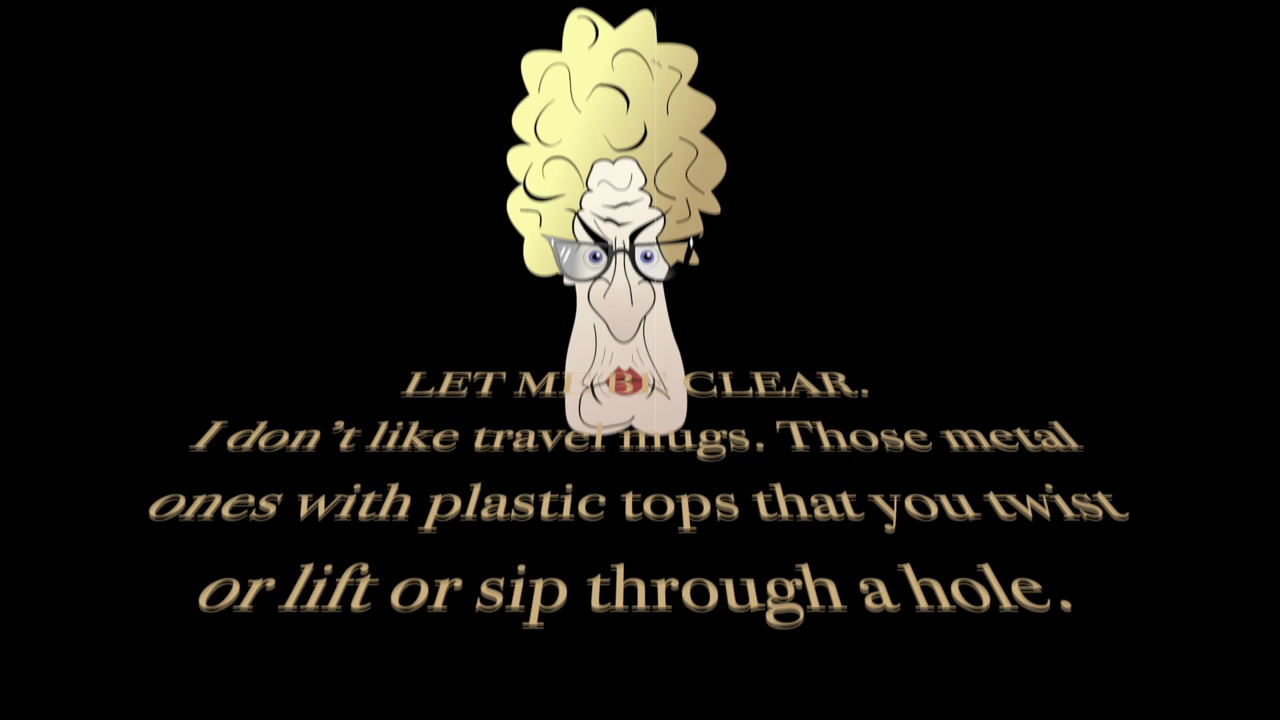 LET ME BE CLEAR.
I don't like travel mugs. Those metal
ones with plastic tops that you twist
or lift or sip through a hole.